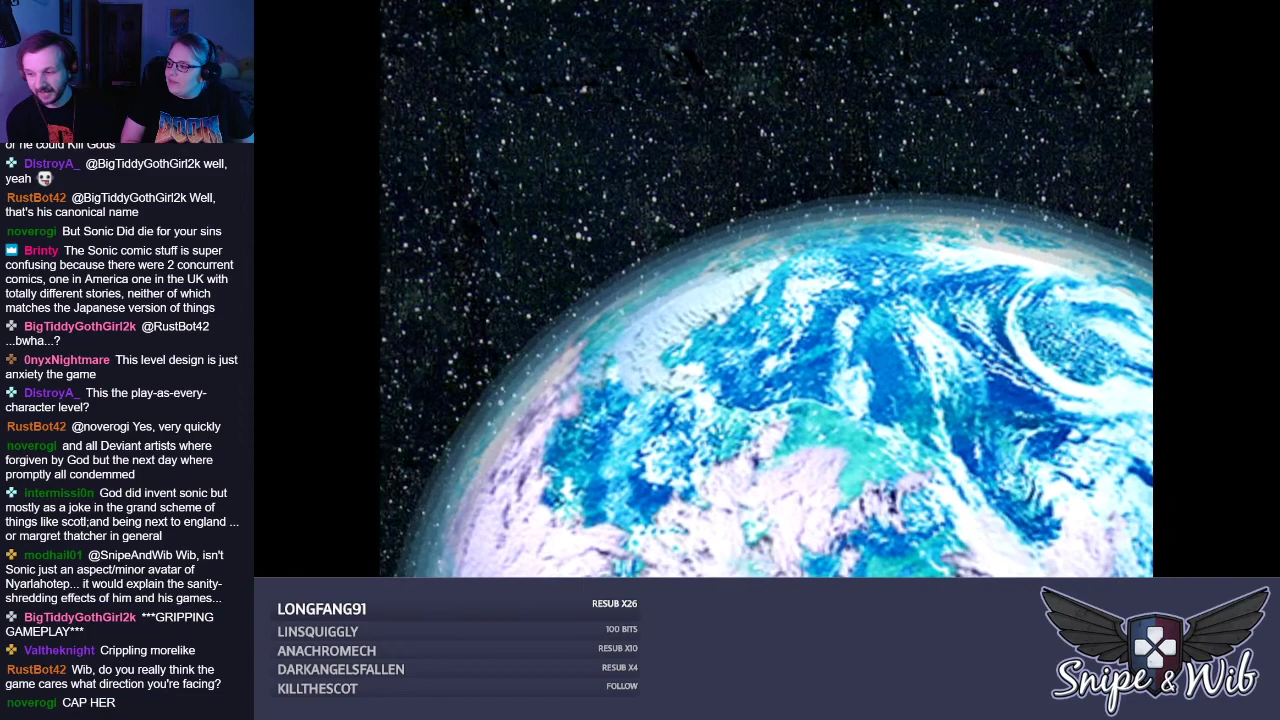 or he could Kill Gods
DistroyA_ @BigTiddyGothGirl2k well,
yeah
RustBot42 @BigTiddyGothGirl2k Well,
that's his canonical name
noverogi But Sonic Did die for your sins
Brinty The Sonic comic stuff is super
confusing because there were 2 concurrent
comics, one in America one in the UK with
totally different stories, neither of which
matches the Japanese version of things
BigTiddyGothGirl2k @RustBot42
...bwha...?
0nyxNightmare This level design is just
anxiety the game
DistroyA_ This the play-as-every-
character level?
RustBot42 @noverogi Yes, very quickly
noverogi and all Deviant artists where
forgiven by God but the next day where
promptly all condemmed
intermissi0n God did invent sonic but
mostly as a joke in the grand scheme of
things like scotl;and being next to england ...
or margret thatcher in general
modhail01 @SnipeAndWib Wib, isn't
Sonic just an aspect/minor avatar of
Nyarlahotep... it would explain the sanity-
shredding effects of him and his games...
BigTiddyGothGirl2k ***GRIPPING
GAMEPLAY***
Valtheknight Crippling morelike
RustBot42 Wib, do you really think the
game cares what direction you're facing?
noverogi CAP HER
DOOM
LONGFANG91 RESUB X26
LINSQUIGGLY 100 BITS
ANACHROMECH RESUB X10
DARKANGELSFALLEN RESUB X4
KILLTHESCOT FOLLOW
Snipe & Wib